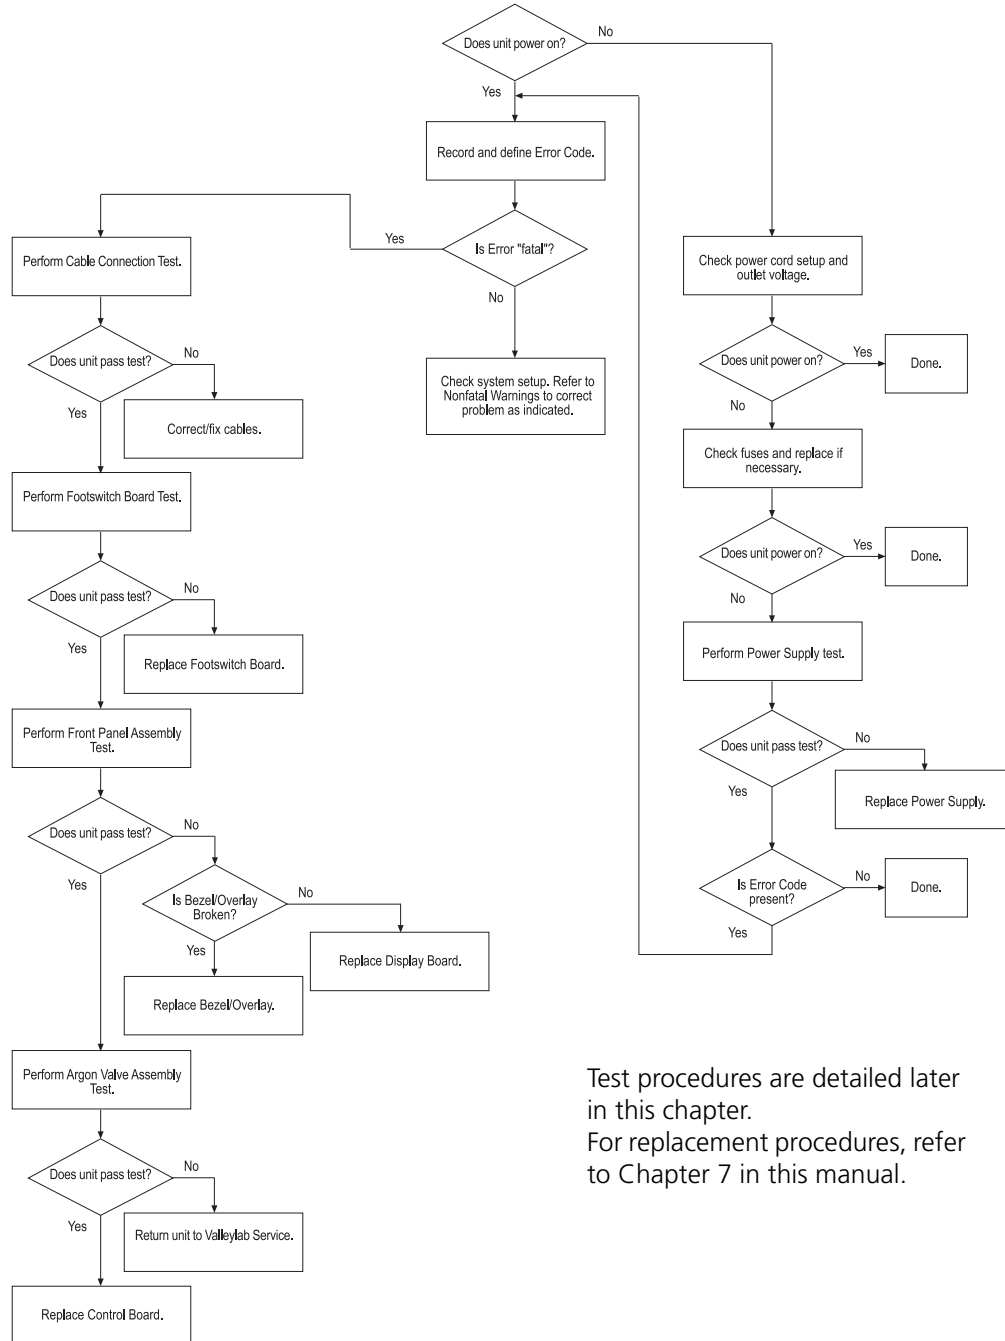 Does unit power on?
No
Yes
Record and define Error Code.
Is Error "fatal"?
Yes
No
Check system setup. Refer to
Nonfatal Warnings to correct
problem as indicated.
Perform Cable Connection Test.
Does unit pass test?
No
Yes
Correct/fix cables.
Perform Footswitch Board Test.
Does unit pass test?
No
Yes
Replace Footswitch Board.
Perform Front Panel Assembly
Test.
Does unit pass test?
No
Yes
Is Bezel/Overlay
Broken?
No
Yes
Replace Display Board.
Replace Bezel/Overlay.
Perform Argon Valve Assembly
Test.
Does unit pass test?
No
Yes
Return unit to Valleylab Service.
Replace Control Board.
Check power cord setup and
outlet voltage.
Does unit power on?
Yes
Done.
No
Check fuses and replace if
necessary.
Does unit power on?
Yes
Done.
No
Perform Power Supply test.
Does unit pass test?
No
Yes
Replace Power Supply.
Is Error Code
present?
No
Done.
Yes
Test procedures are detailed later
in this chapter.
For replacement procedures, refer
to Chapter 7 in this manual.